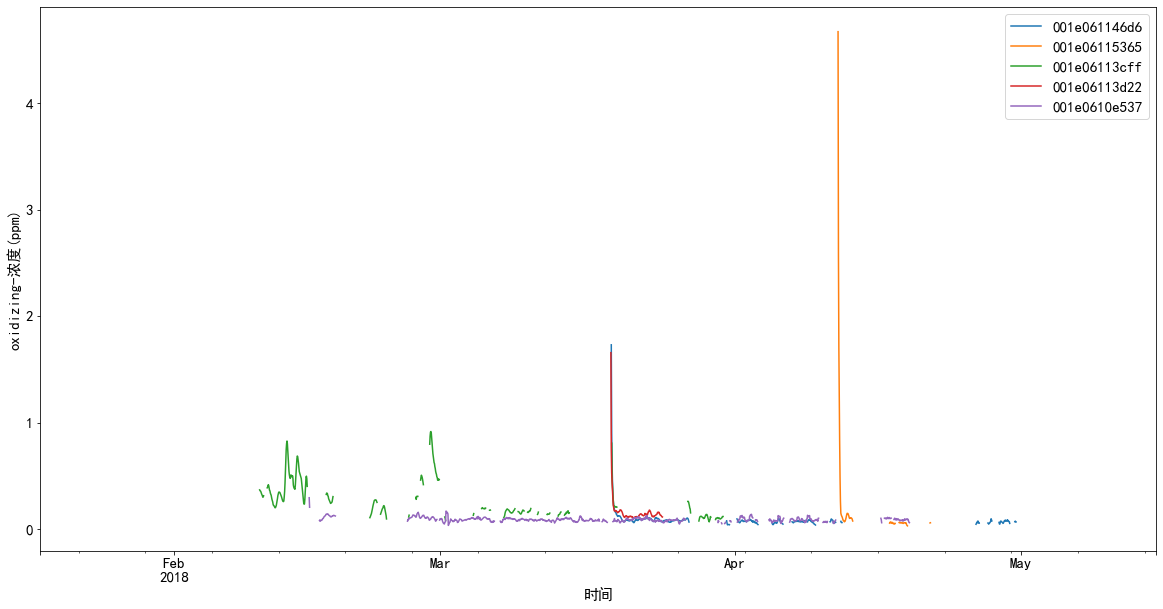 001e061146d6
001e06115365
001e06113cff
001e06113d22
001e0610e537
oxidizing-浓度(ppm)
4
3
2
1
0
Feb
2018
Mar
Apr
May
时间